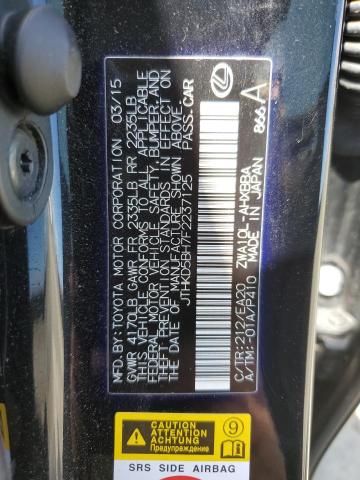 MFD.BY:TOYOTA MOTOR CORPORATION 03/15
GVWR 4170LB GAWR FR 2335LB RR 2235LB
THIS VEHICLE CONFORMS TO ALL APPLICABLE
FEDERAL MOTOR VEHICLE SAFETY, BUMPER, AND
THEFT PREVENTION STANDARDS IN EFFECT ON
THE DATE OF MANUFACTURE SHOWN ABOVE.
JTHKD5BH7F2237125 PASS.CAR
C/TR:212/EA20 ZWA10L-AHXBBA
A/TM:-01A/P410 MADE IN JAPAN
866 A
CAUTION
ATTENTION
ACHTUNG
Предупреждение
9
SRS SIDE AIRBAG